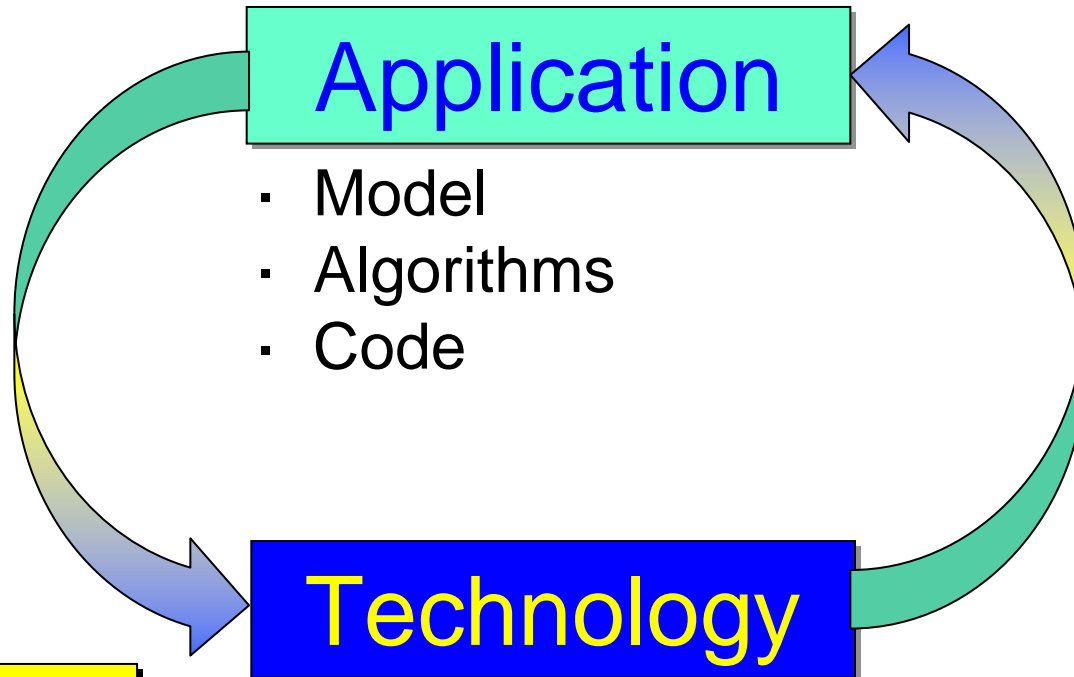 Application
▪ Model
▪ Algorithms
▪ Code
Technology